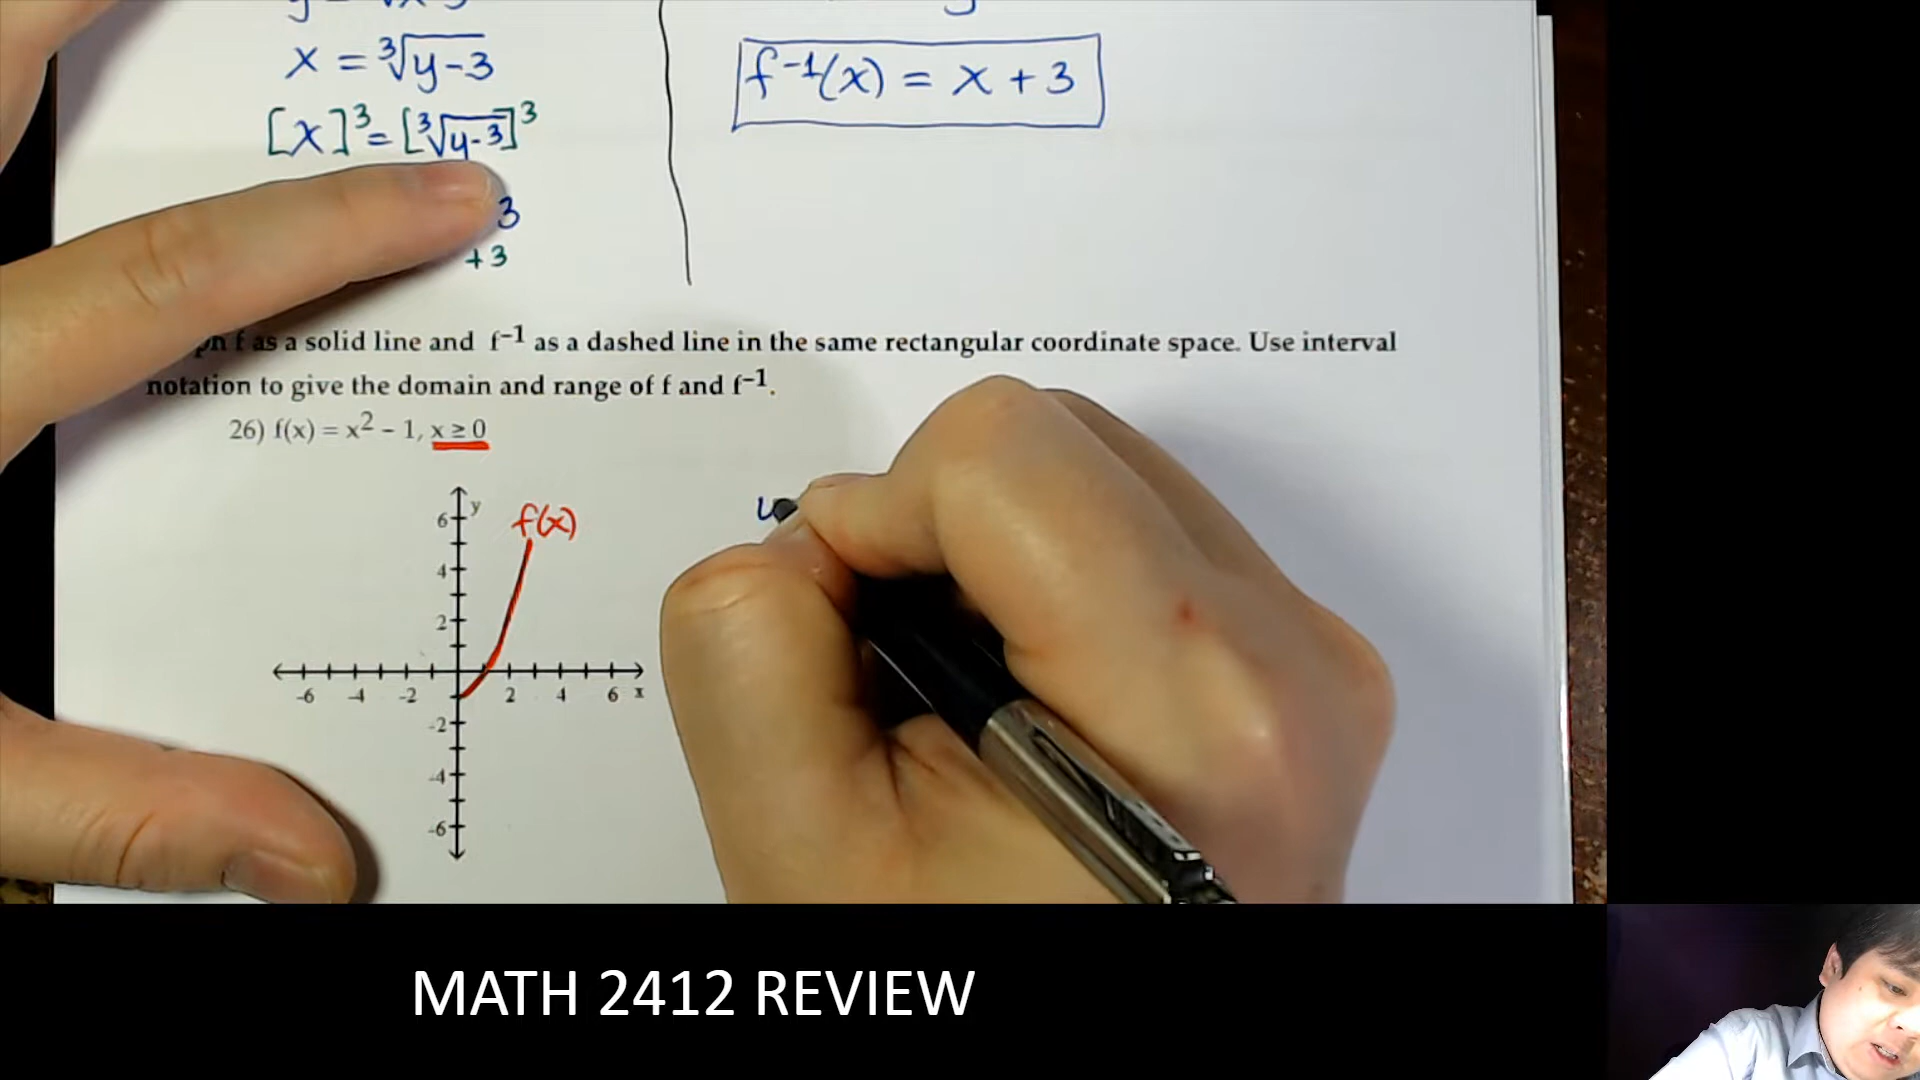 x = ³√y-3
f⁻¹(x) = x + 3
[x]³ = [³√y-3]³
3
+3
f as a solid line and f⁻¹ as a dashed line in the same rectangular coordinate space. Use interval
notation to give the domain and range of f and f⁻¹.
26) f(x) = x² - 1, x ≥ 0
y
6
f(x)
4
2
-6 -4 -2 2 4 6 x
-2
-4
-6
MATH 2412 REVIEW